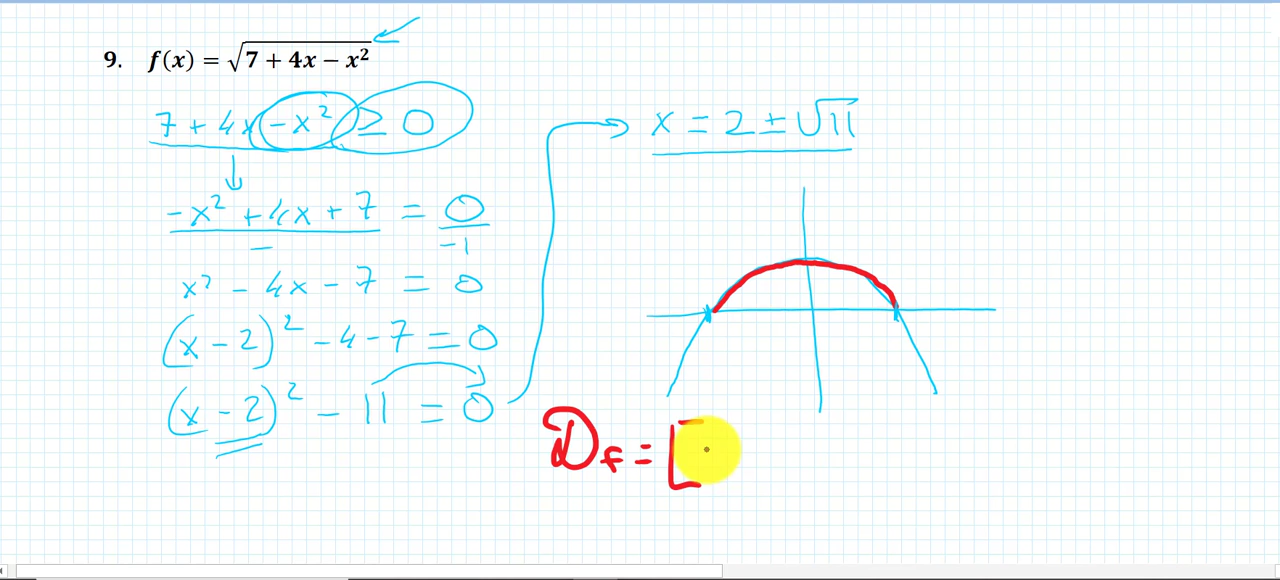 9. f(x) = √7 + 4x − x²
7 + 4x − x² ≥ 0
−x² + 4x + 7 = 0
− −1
x² − 4x − 7 = 0
(x − 2)² − 4 − 7 = 0
(x − 2)² − 11 = 0
x = 2 ± √11
D_f = [